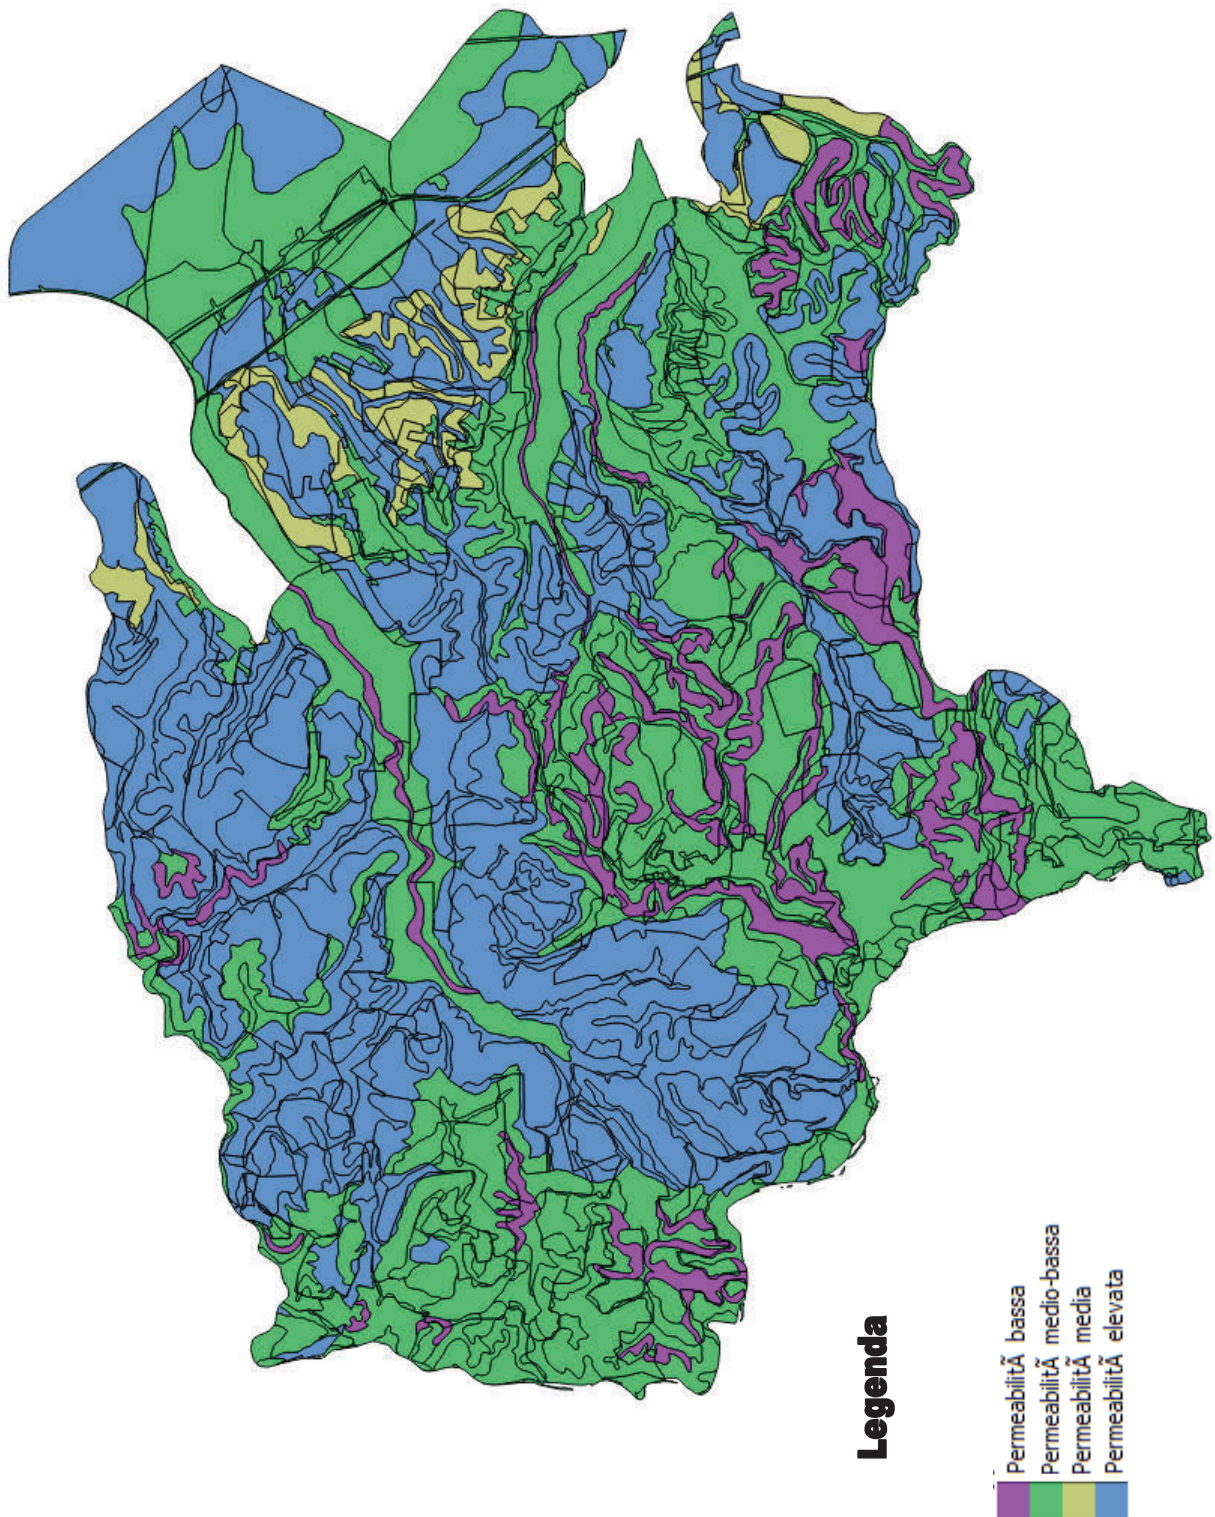 Legenda
PermeabilitÃ bassa
PermeabilitÃ medio-bassa
PermeabilitÃ media
PermeabilitÃ elevata